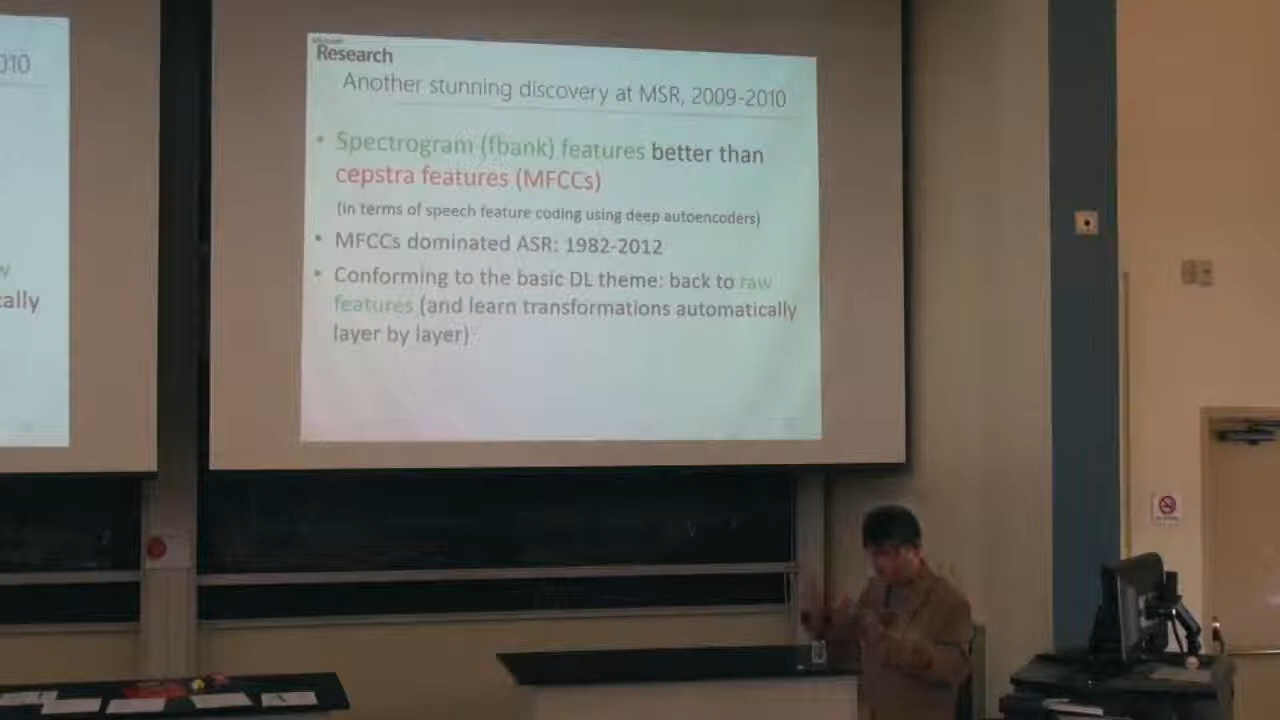 010
cally
Microsoft
Research
Another stunning discovery at MSR, 2009-2010
• Spectrogram (fbank) features better than
cepstra features (MFCCs)
(in terms of speech feature coding using deep autoencoders)
• MFCCs dominated ASR: 1982-2012
• Conforming to the basic DL theme: back to raw
features (and learn transformations automatically
layer by layer)